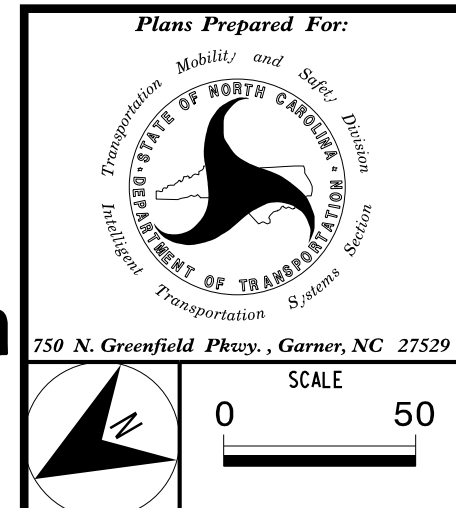 Plans Prepared For:
Transportation Mobility and Safety Division
STATE OF NORTH CAROLINA
DEPARTMENT OF TRANSPORTATION
Intelligent Transportation Systems Section
750 N. Greenfield Pkwy. , Garner, NC 27529
SCALE
0 50
N